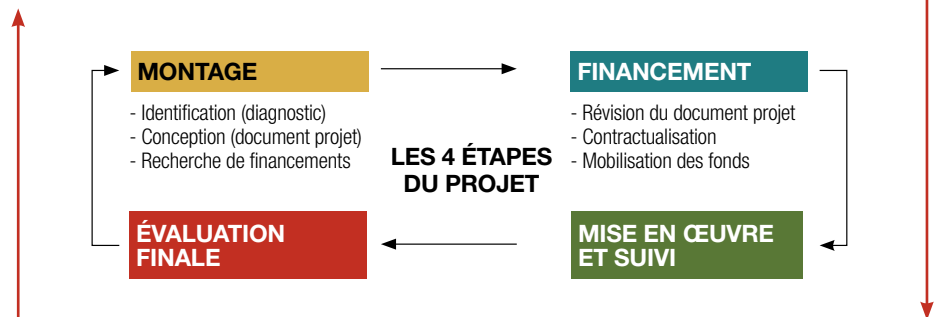 MONTAGE
- Identification (diagnostic)
- Conception (document projet)
- Recherche de financements
FINANCEMENT
- Révision du document projet
- Contractualisation
- Mobilisation des fonds
LES 4 ÉTAPES
DU PROJET
ÉVALUATION
FINALE
MISE EN ŒUVRE
ET SUIVI